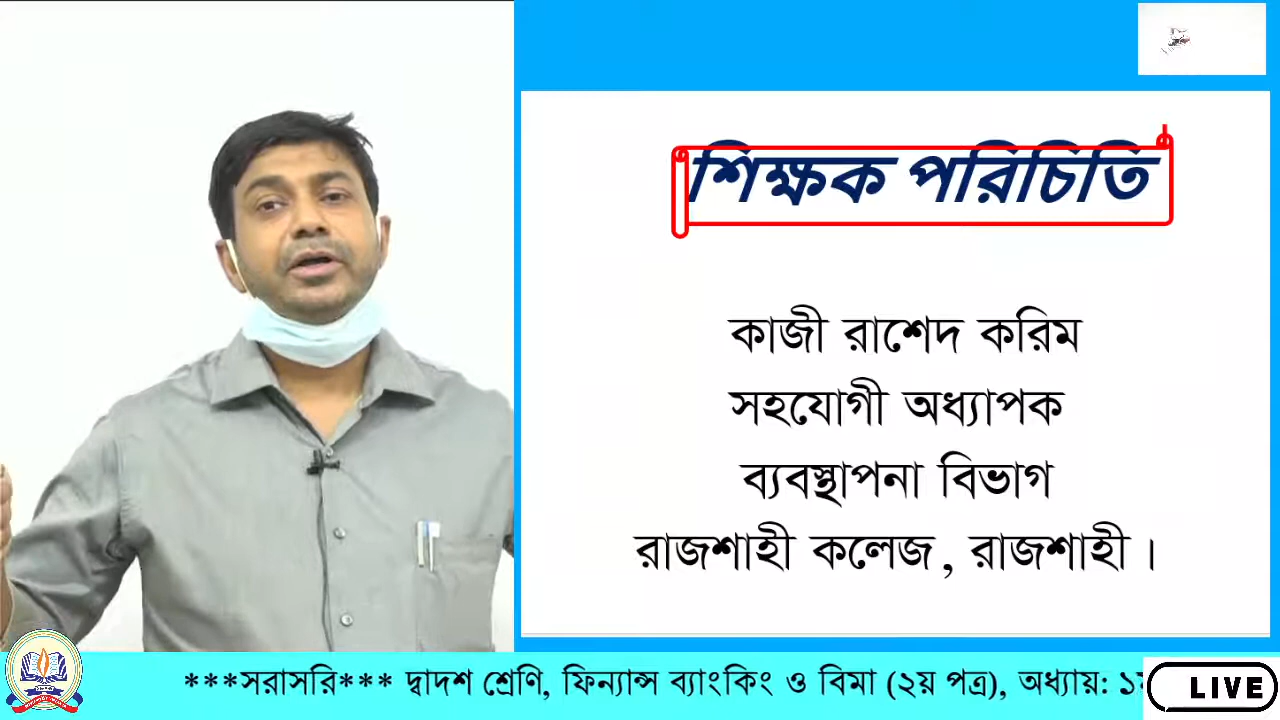 শিক্ষক পরিচিতি
কাজী রাশেদ করিম
সহযোগী অধ্যাপক
ব্যবস্থাপনা বিভাগ
রাজশাহী কলেজ, রাজশাহী।
***সরাসরি*** দ্বাদশ শ্রেণি, ফিন্যান্স ব্যাংকিং ও বিমা (২য় পত্র), অধ্যায়:
LIVE